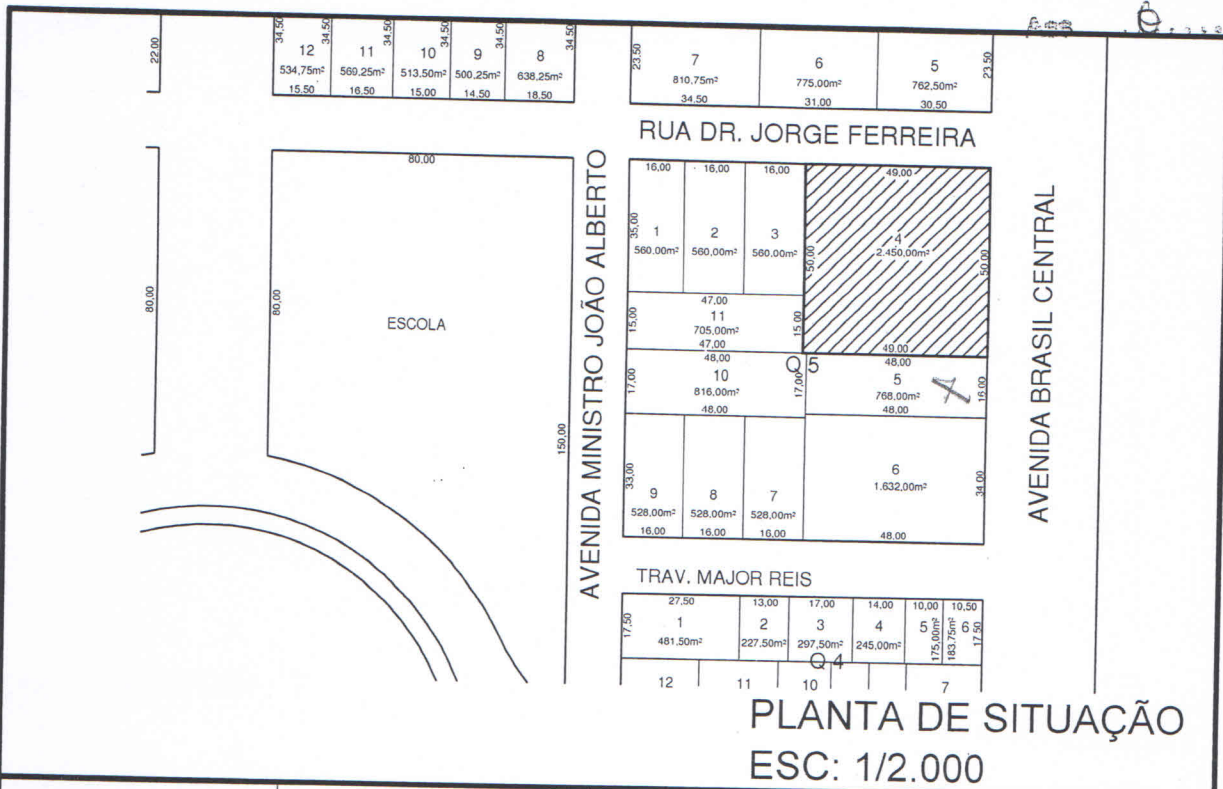 22,00
34,50 34,50 34,50 34,50
12 11 10 9 8
534,75m² 569,25m² 513,50m² 500,25m² 638,25m²
15,50 16,50 15,00 14,50 18,50
23,50 23,50
7 6 5
810,75m² 775,00m² 762,50m²
34,50 31,00 30,50
RUA DR. JORGE FERREIRA
80,00
80,00
80,00
ESCOLA
150,00
AVENIDA MINISTRO JOÃO ALBERTO
16,00 16,00 16,00
35,00
1 2 3
560,00m² 560,00m² 560,00m²
49,00
50,00 50,00
4
2.450,00m²
49,00
47,00
15,00 15,00
11
705,00m²
47,00
Q 5
48,00
17,00 17,00
10
816,00m²
48,00
48,00
5
768,00m²
16,00
48,00
33,00
9 8 7
528,00m² 528,00m² 528,00m²
16,00 16,00 16,00
6
1.632,00m²
34,00
48,00
AVENIDA BRASIL CENTRAL
TRAV. MAJOR REIS
27,50 13,00 17,00 14,00 10,00 10,50
17,50 17,50
1 2 3 4 5 6
481,50m² 227,50m² 297,50m² 245,00m² 175,00m² 183,75m²
Q 4
12 11 10 7
PLANTA DE SITUAÇÃO
ESC: 1/2.000